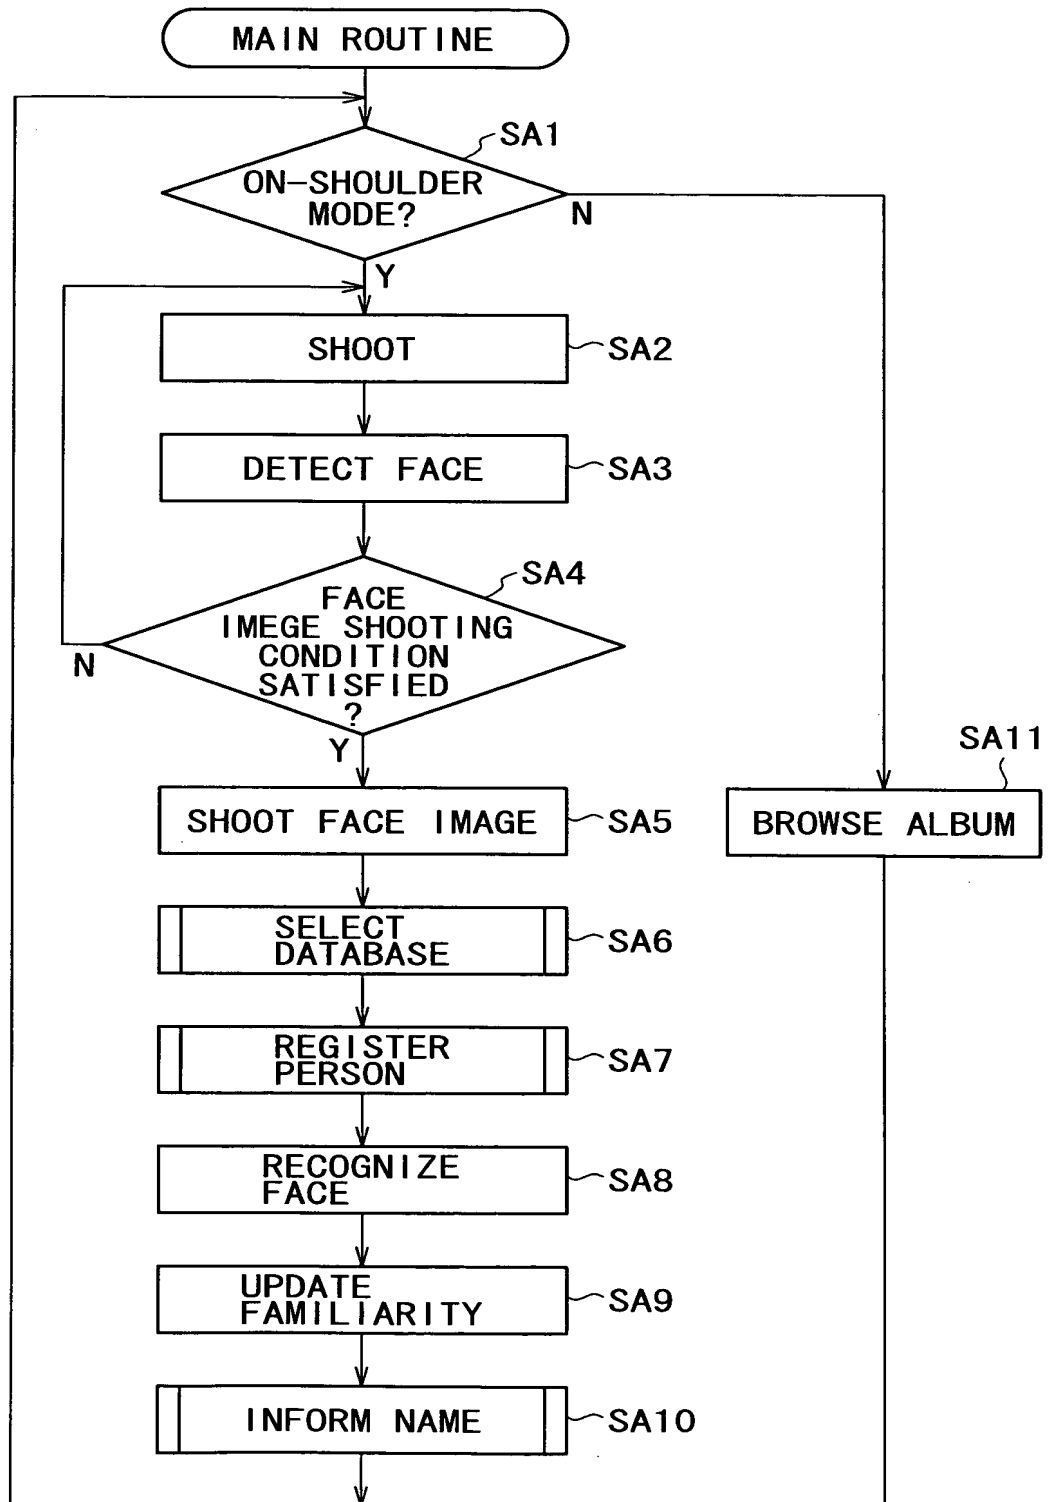 MAIN ROUTINE
SA1
ON-SHOULDER
MODE?
N
Y
SHOOT
SA2
DETECT FACE
SA3
SA4
FACE
IMEGE SHOOTING
CONDITION
SATISFIED
?
N
Y
SA11
SHOOT FACE IMAGE
SA5
BROWSE ALBUM
SELECT
DATABASE
SA6
REGISTER
PERSON
SA7
RECOGNIZE
FACE
SA8
UPDATE
FAMILIARITY
SA9
INFORM NAME
SA10